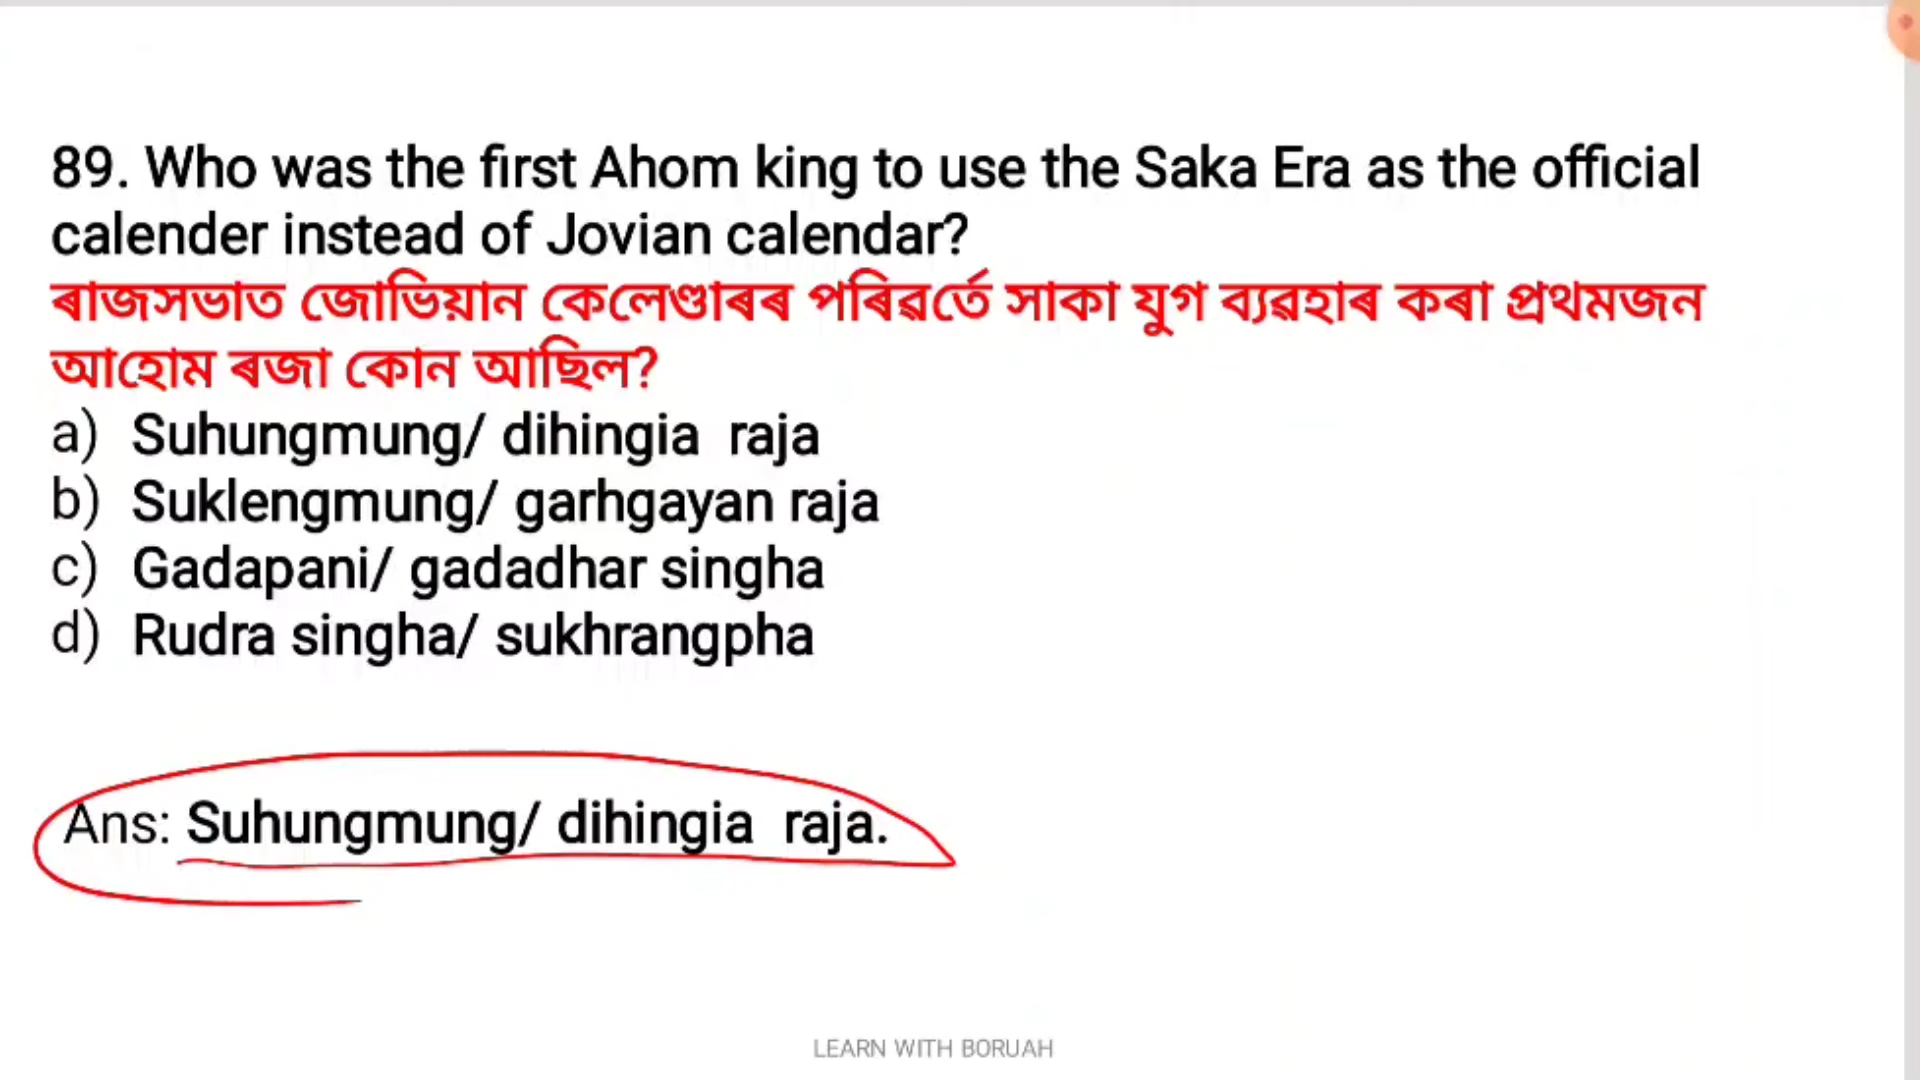 89. Who was the first Ahom king to use the Saka Era as the official
calender instead of Jovian calendar?
ৰাজসভাত জোভিয়ান কেলেণ্ডাৰৰ পৰিৱৰ্তে সাকা যুগ ব্যৱহাৰ কৰা প্ৰথমজন
আহোম ৰজা কোন আছিল?
a) Suhungmung/ dihingia raja
b) Suklengmung/ garhgayan raja
c) Gadapani/ gadadhar singha
d) Rudra singha/ sukhrangpha
Ans: Suhungmung/ dihingia raja.
LEARN WITH BORUAH